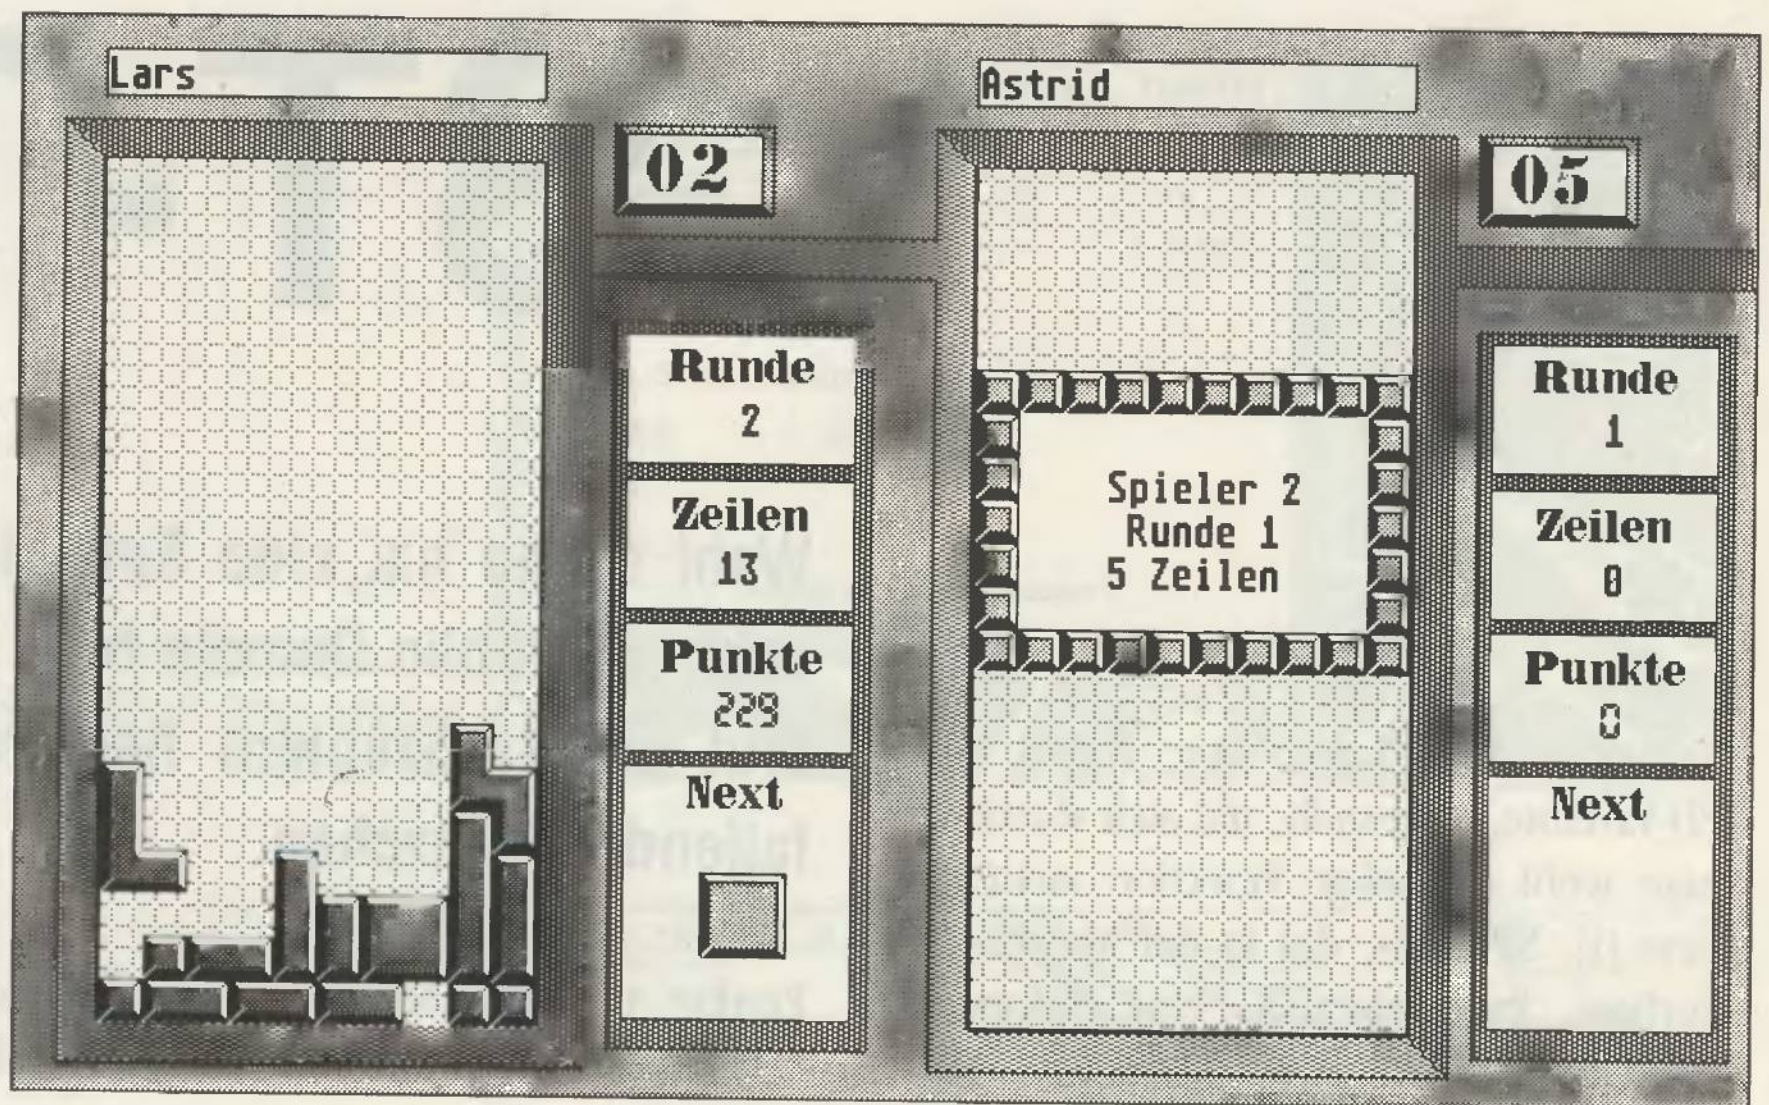 Lars
02
Runde
2
Zeilen
13
Punkte
229
Next
Astrid
05
Spieler 2
Runde 1
5 Zeilen
Runde
1
Zeilen
0
Punkte
0
Next